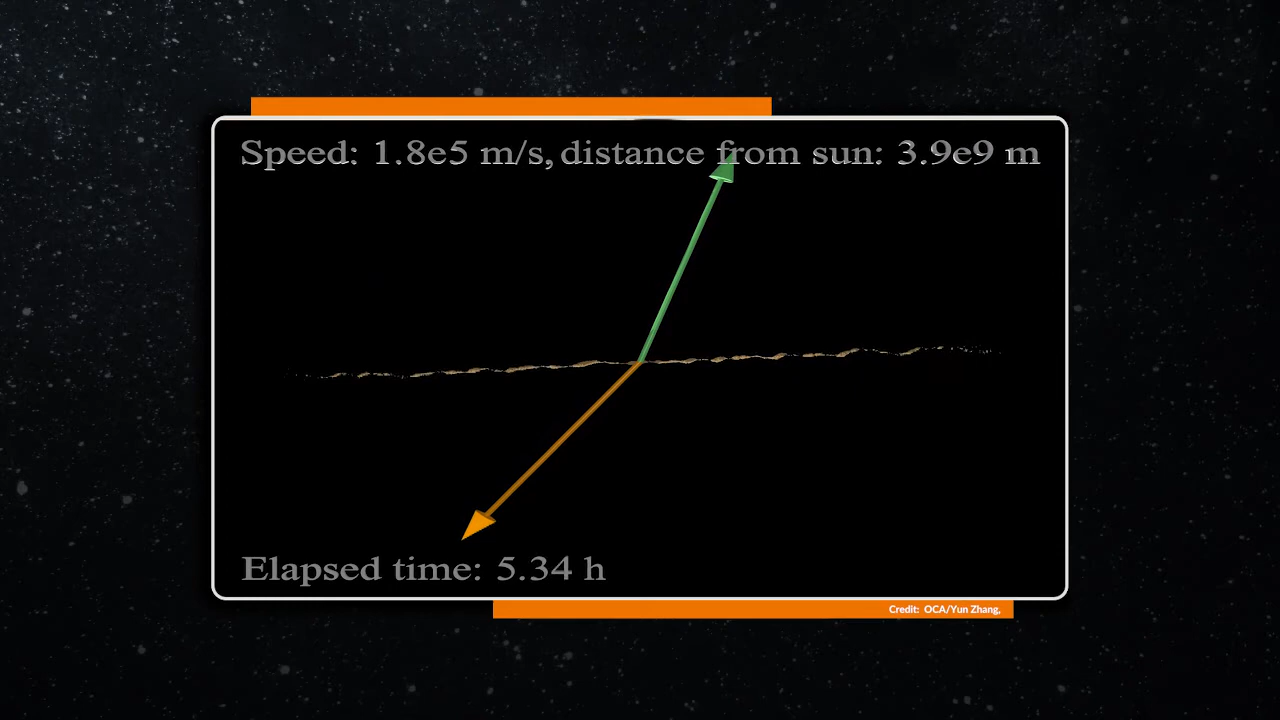 Speed: 1.8e5 m/s, distance from sun: 3.9e9 m
Elapsed time: 5.34 h
Credit: OCA/Yun Zhang,